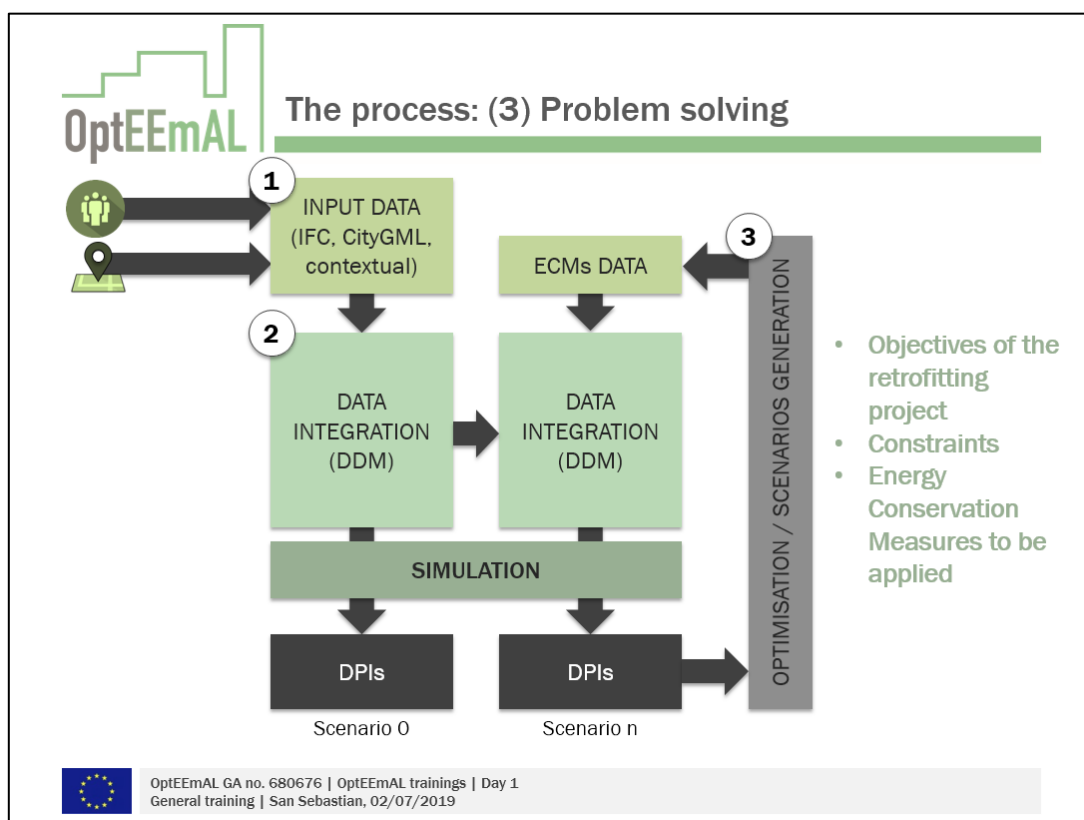 OptEEmAL
The process: (3) Problem solving
1
INPUT DATA
(IFC, CityGML,
contextual)
ECMs DATA
3
2
DATA
INTEGRATION
(DDM)
DATA
INTEGRATION
(DDM)
SIMULATION
DPIs
DPIs
Scenario 0
Scenario n
OPTIMISATION / SCENARIOS GENERATION
• Objectives of the
retrofitting
project
• Constraints
• Energy
Conservation
Measures to be
applied
OptEEmAL GA no. 680676 | OptEEmAL trainings | Day 1
General training | San Sebastian, 02/07/2019